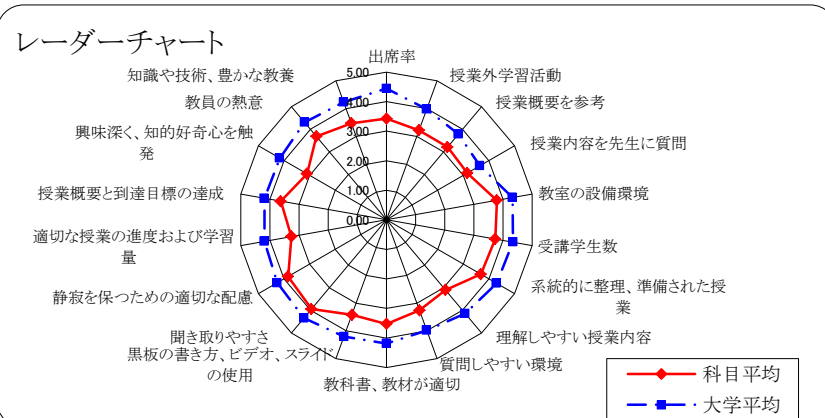 レーダーチャート
出席率
授業外学習活動
授業概要を参考
授業内容を先生に質問
教室の設備環境
受講学生数
系統的に整理、準備された授
業
理解しやすい授業内容
質問しやすい環境
教科書、教材が適切
黒板の書き方、ビデオ、スライド
の使用
聞き取りやすさ
静寂を保つための適切な配慮
適切な授業の進度および学習
量
授業概要と到達目標の達成
興味深く、知的好奇心を触
発
教員の熱意
知識や技術、豊かな教養
5.00
4.00
3.00
2.00
1.00
0.00
科目平均
大学平均